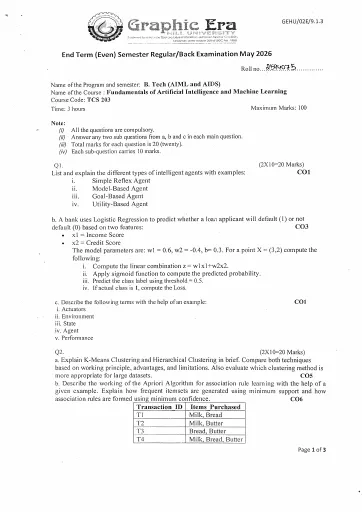 GEHU/02E/9.1.3
Graphic Era
HILL UNIVERSITY
End Term (Even) Semester Regular/Back Examination May 2026
Roll no...
Name of the Program and semester: B. Tech (AIML and AIDS)
Name of the Course : Fundamentals of Artificial Intelligence and Machine Learning
Course Code: TCS 203
Time: 3 hours Maximum Marks: 100
Note:
(i) All the questions are compulsory.
(ii) Answer any two sub questions from a, b and c in each main question.
(iii) Total marks for each question is 20 (twenty).
(iv) Each sub-question carries 10 marks.
Q1. (2X10=20 Marks)
List and explain the different types of intelligent agents with examples: CO1
i. Simple Reflex Agent
ii. Model-Based Agent
iii. Goal-Based Agent
iv. Utility-Based Agent
b. A bank uses Logistic Regression to predict whether a loan applicant will default (1) or not
default (0) based on two features: CO3
• x1 = Income Score
• x2 = Credit Score
The model parameters are: w1 = 0.6, w2 = -0.4, b= 0.3. For a point X = (3,2) compute the
following:
i. Compute the linear combination z = w1x1+w2x2.
ii. Apply sigmoid function to compute the predicted probability.
iii. Predict the class label using threshold = 0.5.
iv. If actual class is 1, compute the Loss.
c. Describe the following terms with the help of an example: CO1
i. Actuators
ii. Environment
iii. State
iv. Agent
v. Performance
Q2. (2X10=20 Marks)
a. Explain K-Means Clustering and Hierarchical Clustering in brief. Compare both techniques
based on working principle, advantages, and limitations. Also evaluate which clustering method is
more appropriate for large datasets. CO5
b. Describe the working of the Apriori Algorithm for association rule learning with the help of a
given example. Explain how frequent itemsets are generated using minimum support and how
association rules are formed using minimum confidence. CO6
Transaction_ID Items_Purchased
T1 Milk, Bread
T2 Milk, Butter
T3 Bread, Butter
T4 Milk, Bread, Butter
Page 1 of 3